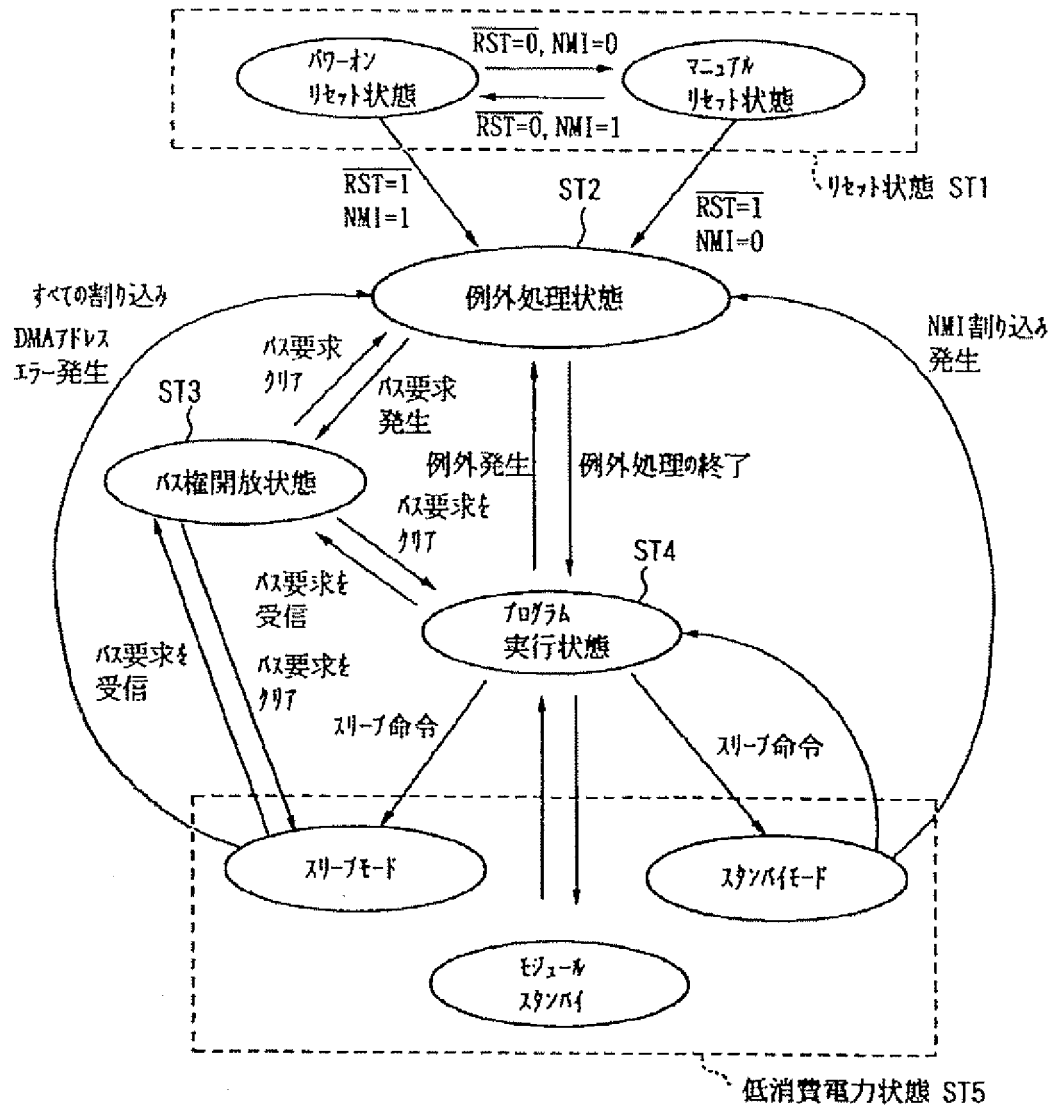 RST=0, NMI=0
パワーオン
リセット状態
マニュアル
リセット状態
RST=0, NMI=1
リセット状態 ST1
RST=1
NMI=1
ST2
RST=1
NMI=0
例外処理状態
すべての割り込み
DMAアドレス
エラー発生
NMI割り込み
発生
バス要求
クリア
バス要求
発生
ST3
バス権開放状態
例外発生
例外処理の終了
バス要求を
クリア
ST4
バス要求を
受信
プログラム
実行状態
バス要求を
受信
バス要求を
クリア
スリープ命令
スリープ命令
スリープモード
スタンバイモード
モジュール
スタンバイ
低消費電力状態 ST5